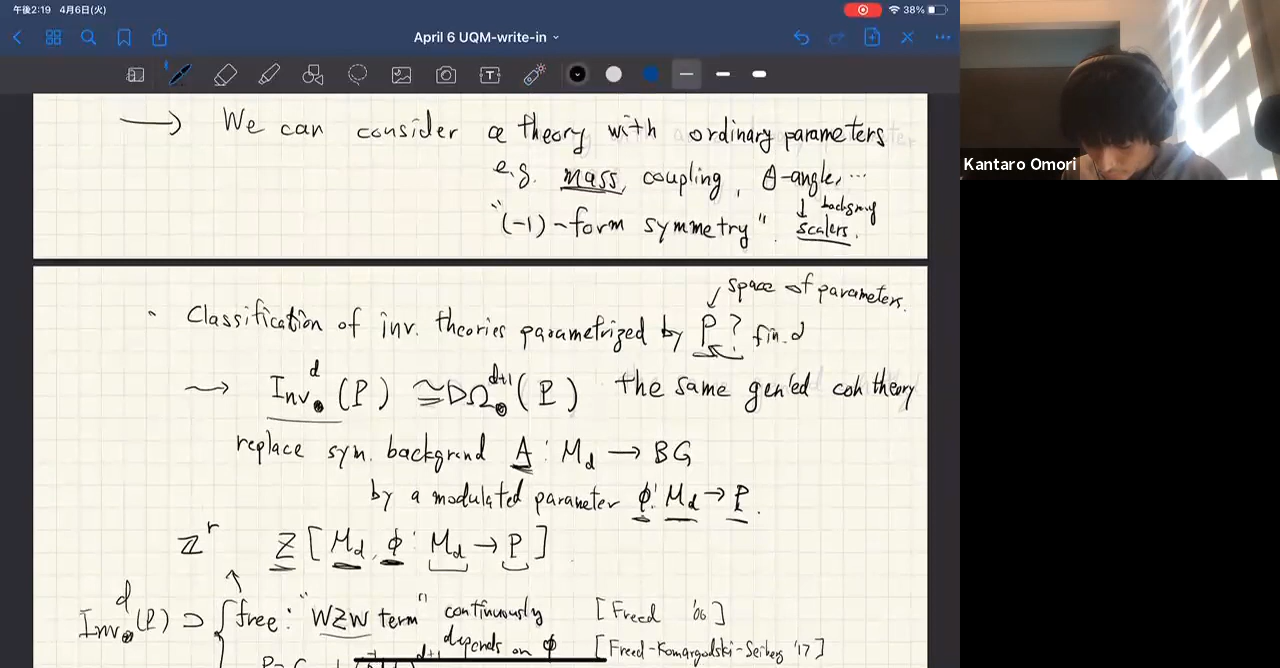 午後2:19 4月6日(火)
38%
April 6 UQM-write-in
Kantaro Omori
→ We can consider a theory with ordinary parameters
e.g. mass, coupling, θ-angle, ...
↓ background
"(-1)-form symmetry". scalers.
↙ space of parameters.
・ Classification of inv. theories parametrized by P? fin.d
⇝ Inv^d_●(P) ≅ DΩ^{d+1}_●(P) the same gen'ed coh theory
replace sym. backgrend A : M_d → BG
by a modulated parameter φ: M_d → P.
Z^r Z[M_d, φ: M_d → P]
Inv^d_●(P) ⊃ { free: "WZW term" continuously [Freed '06]
depends on φ [Freed-Komargodski-Seiberg '17]